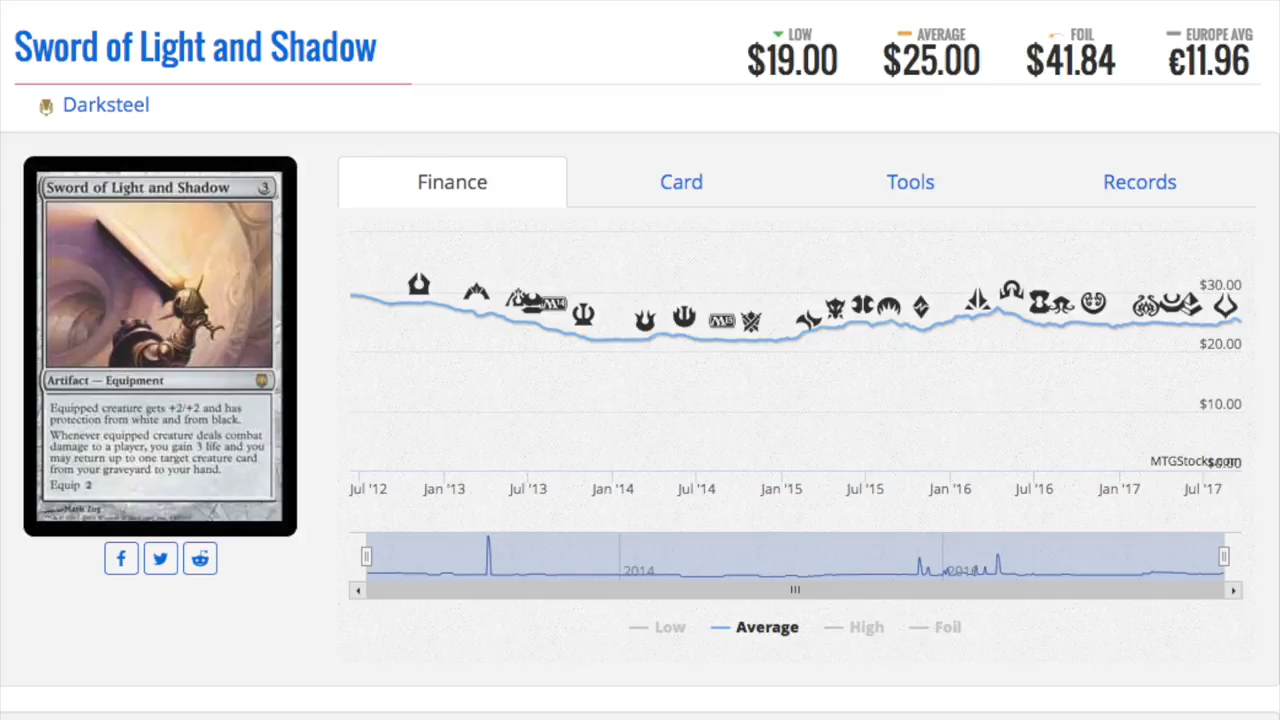 Sword of Light and Shadow
LOW
$19.00
AVERAGE
$25.00
FOIL
$41.84
EUROPE AVG
€11.96
Darksteel
Sword of Light and Shadow 3
Artifact — Equipment
Equipped creature gets +2/+2 and has
protection from white and from black.
Whenever equipped creature deals combat
damage to a player, you gain 3 life and you
may return up to one target creature card
from your graveyard to your hand.
Equip 2
Mark Zug
Finance
Card
Tools
Records
$30.00
$20.00
$10.00
MTGStocks.com
$0.00
Jul '12
Jan '13
Jul '13
Jan '14
Jul '14
Jan '15
Jul '15
Jan '16
Jul '16
Jan '17
Jul '17
2014
2016
Low
Average
High
Foil